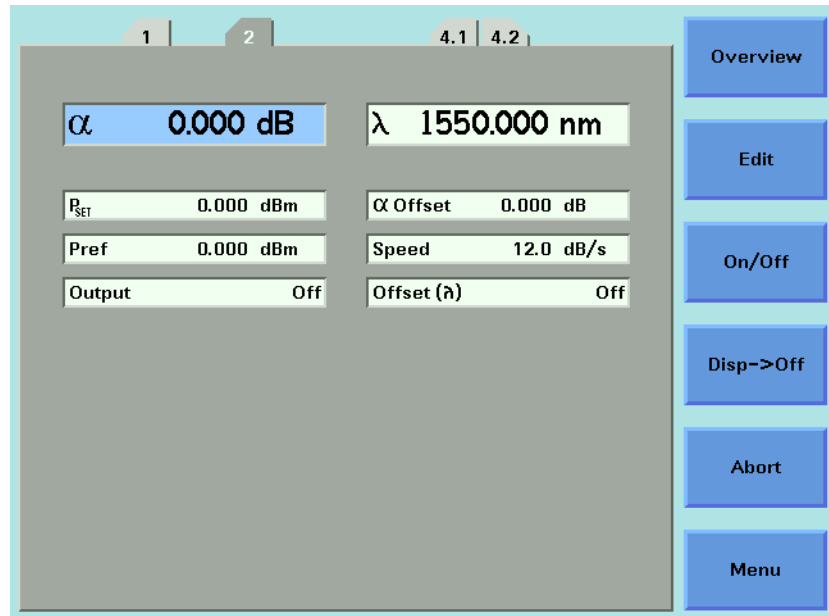 1 2 4.1 4.2
α 0.000 dB
λ 1550.000 nm
PSET 0.000 dBm
α Offset 0.000 dB
Pref 0.000 dBm
Speed 12.0 dB/s
Output Off
Offset (λ) Off
Overview
Edit
On/Off
Disp->Off
Abort
Menu